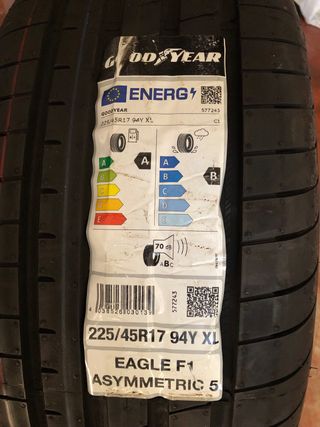 GOODYEAR
ENERG
GOODYEAR 577243
225/45R17 94Y XL C1
A A
B
C
D
E
A B
B
C
D
E
70 dB
ABC
577243
225/45R17 94Y XL
EAGLE F1
ASYMMETRIC 5